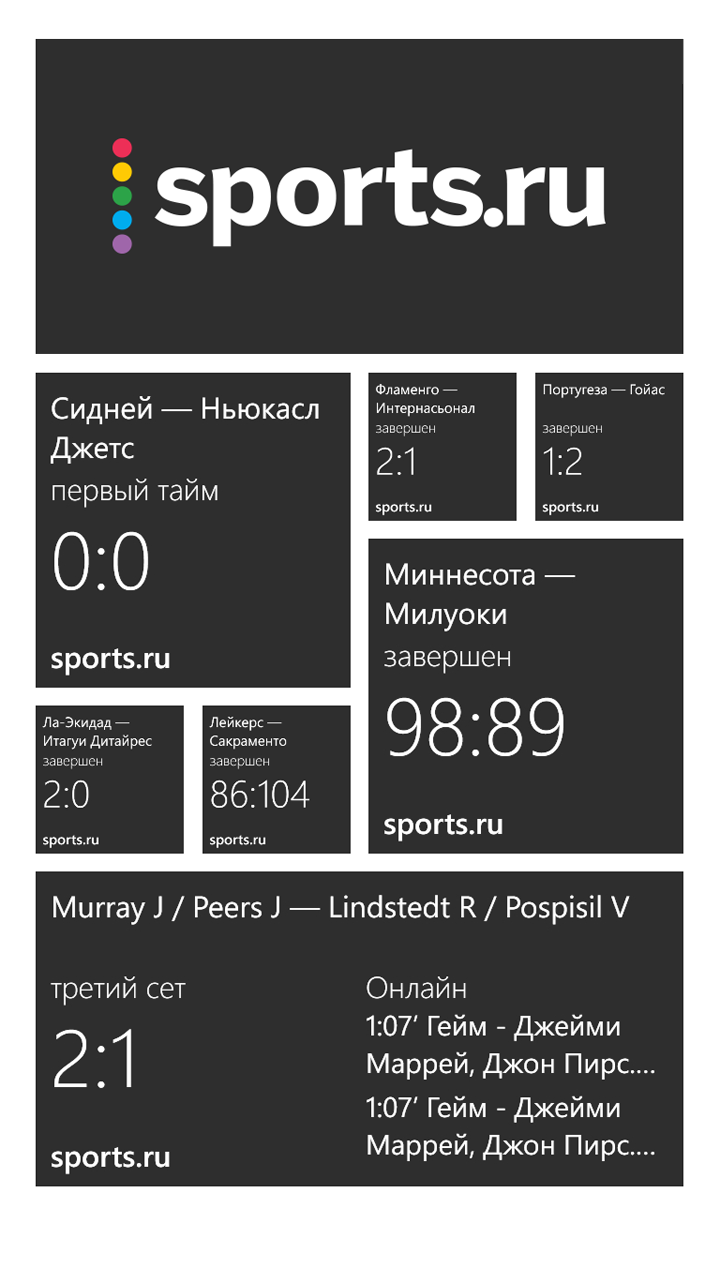 sports.ru
Сидней — Ньюкасл
Джетс
первый тайм
0:0
sports.ru
Фламенго —
Интернасьонал
завершен
2:1
sports.ru
Португеза — Гойас
завершен
1:2
sports.ru
Миннесота —
Милуоки
завершен
98:89
sports.ru
Ла-Экидад —
Итагуи Дитайрес
завершен
2:0
sports.ru
Лейкерс —
Сакраменто
завершен
86:104
sports.ru
Murray J / Peers J — Lindstedt R / Pospisil V
третий сет
2:1
sports.ru
Онлайн
1:07’ Гейм - Джейми
Маррей, Джон Пирс....
1:07’ Гейм - Джейми
Маррей, Джон Пирс....